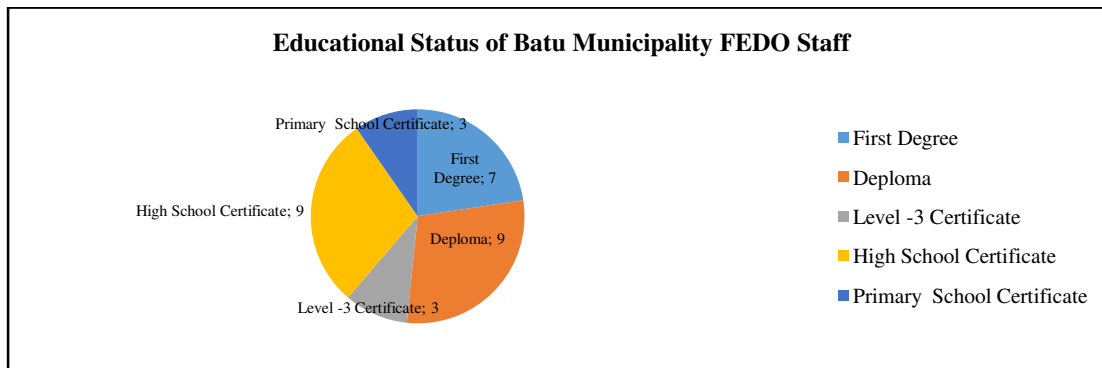 Educational Status of Batu Municipality FEDO Staff
Primary School Certificate; 3
First
Degree; 7
High School Certificate; 9
Deploma; 9
Level -3 Certificate; 3
First Degree
Deploma
Level -3 Certificate
High School Certificate
Primary School Certificate